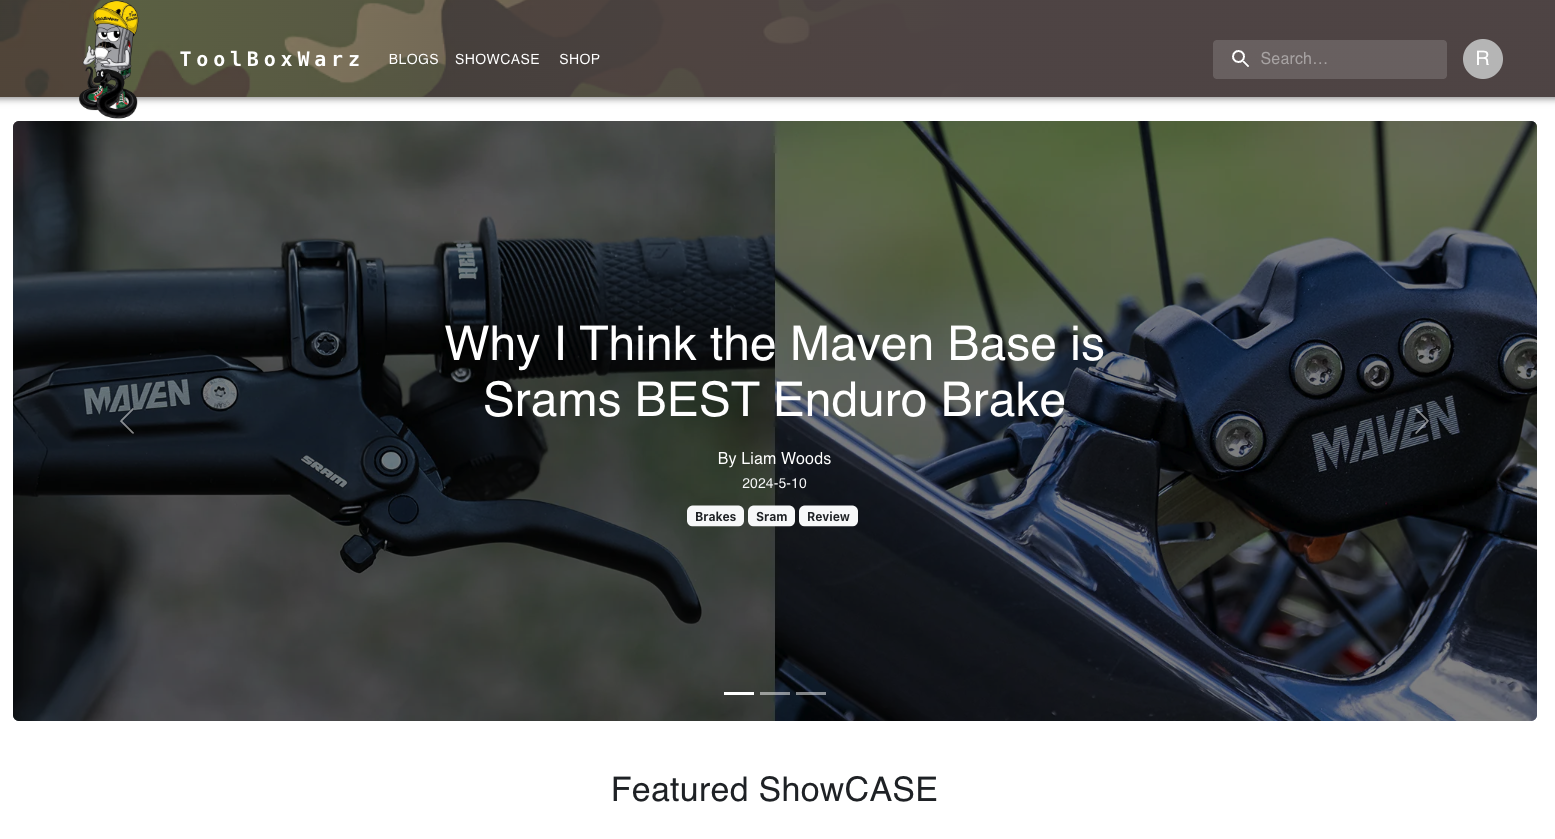 ToolBoxWarz
BLOGS
SHOWCASE
SHOP
Search…
R
HELSI
MAVEN
SRAM
MAVEN
Why I Think the Maven Base is
Srams BEST Enduro Brake
By Liam Woods
2024-5-10
Brakes
Sram
Review
Featured ShowCASE